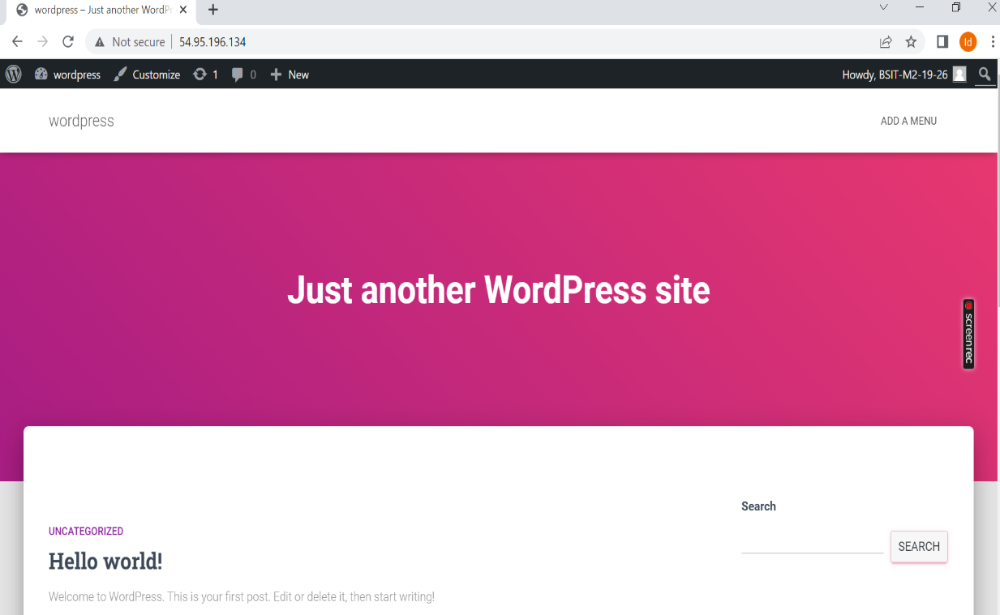 wordpress – Just another WordPr
Not secure
54.95.196.134
Id
wordpress
Customize
1
0
New
Howdy, BSIT-M2-19-26
wordpress
ADD A MENU
Just another WordPress site
screenrec
Search
SEARCH
UNCATEGORIZED
Hello world!
Welcome to WordPress. This is your first post. Edit or delete it, then start writing!